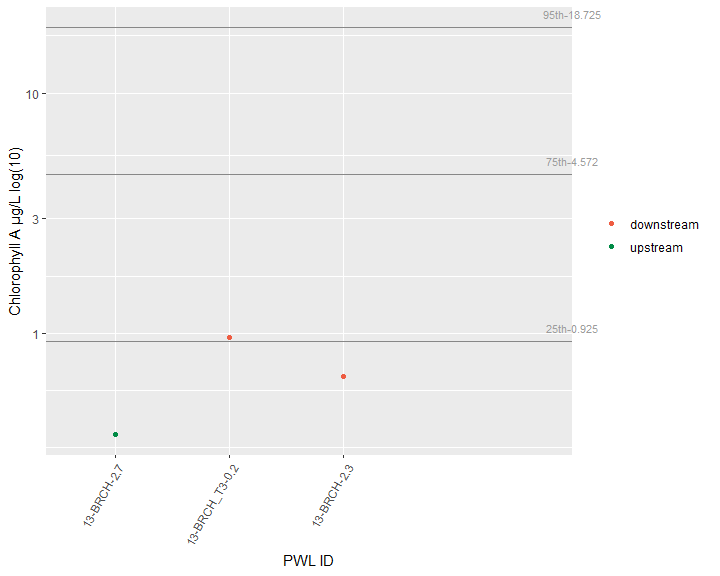 95th-18.725
10
75th-4.572
3
25th-0.925
1
Chlorophyll A µg/L log(10)
downstream
upstream
13-BRCH-2.7
13-BRCH_T3-0.2
13-BRCH-2.3
PWL ID